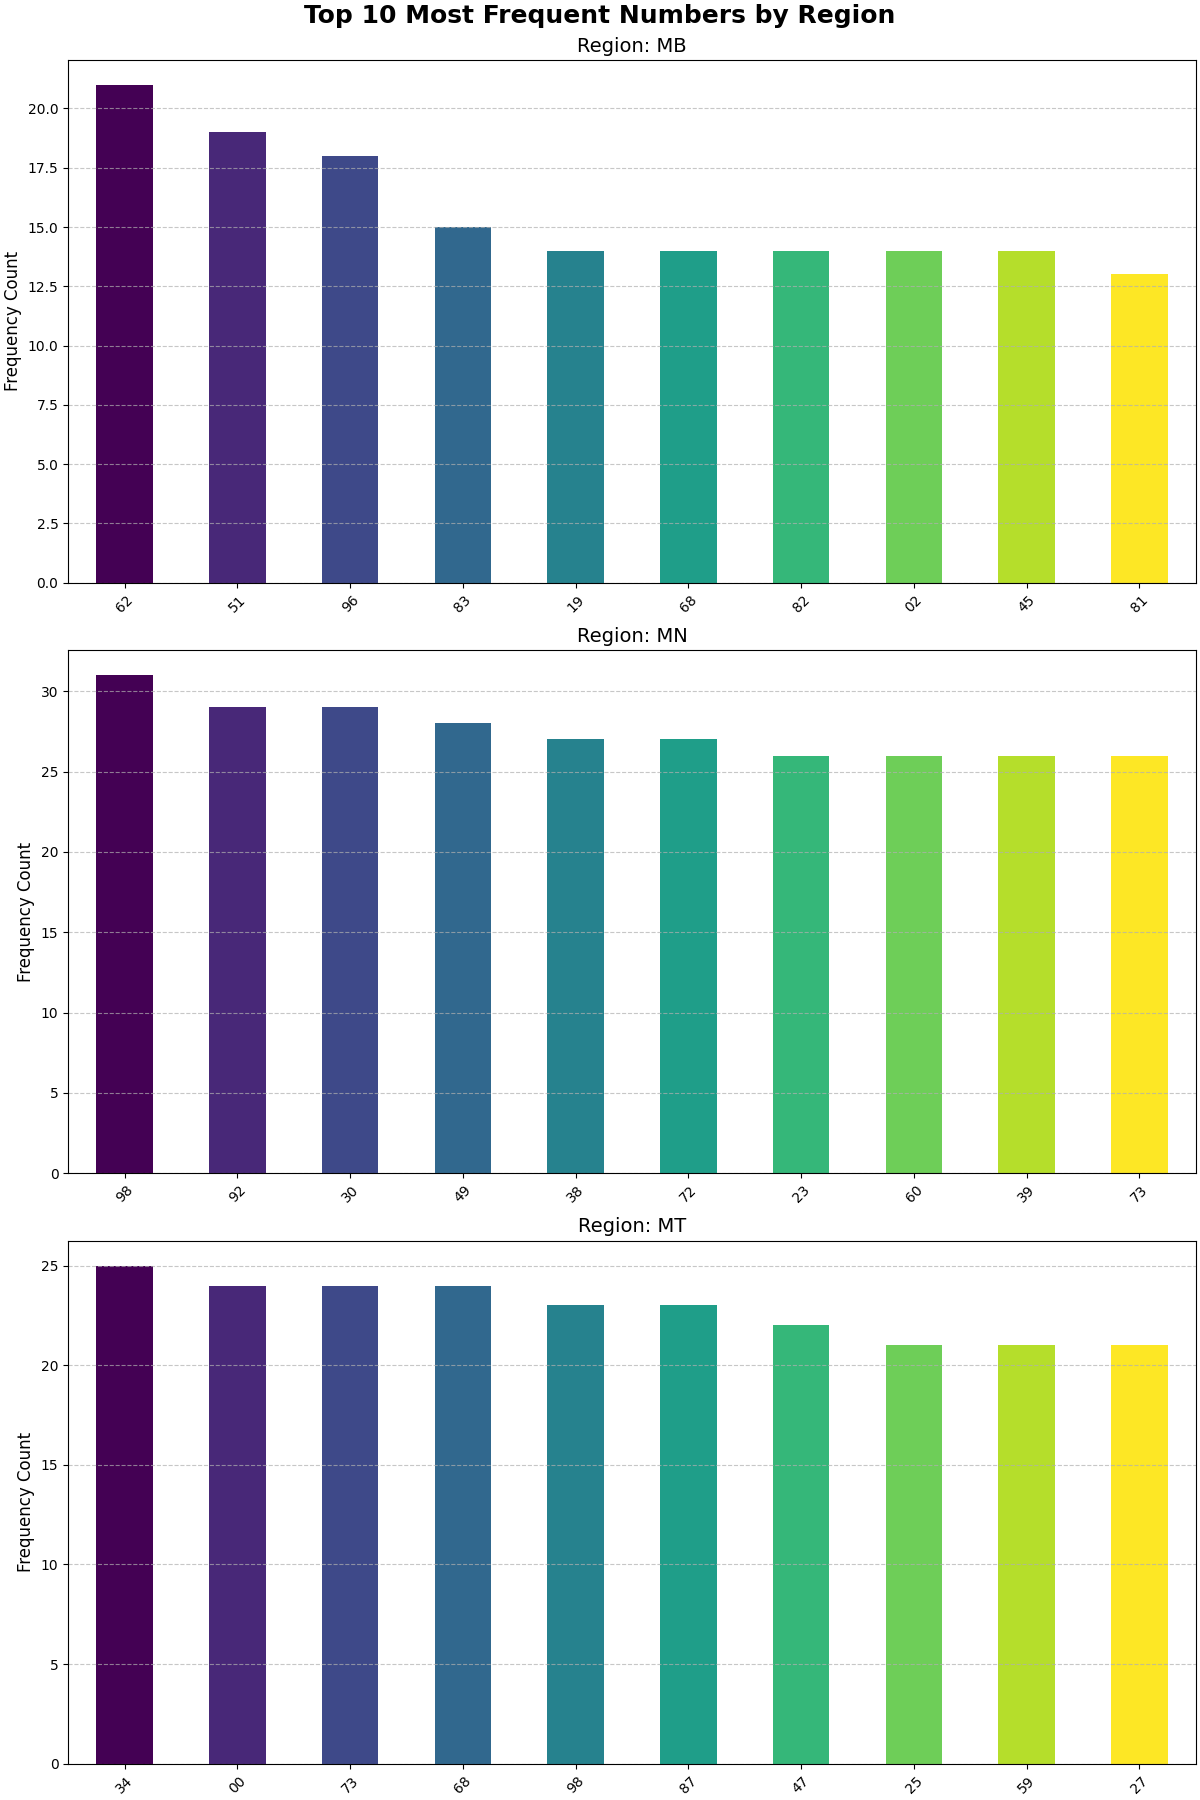 Top 10 Most Frequent Numbers by Region
Region: MB
Frequency Count
20.0
17.5
15.0
12.5
10.0
7.5
5.0
2.5
0.0
62 51 96 83 19 68 82 02 45 81
Region: MN
Frequency Count
30
25
20
15
10
5
0
98 92 30 49 38 72 23 60 39 73
Region: MT
Frequency Count
25
20
15
10
5
0
34 00 73 68 98 87 47 25 59 27